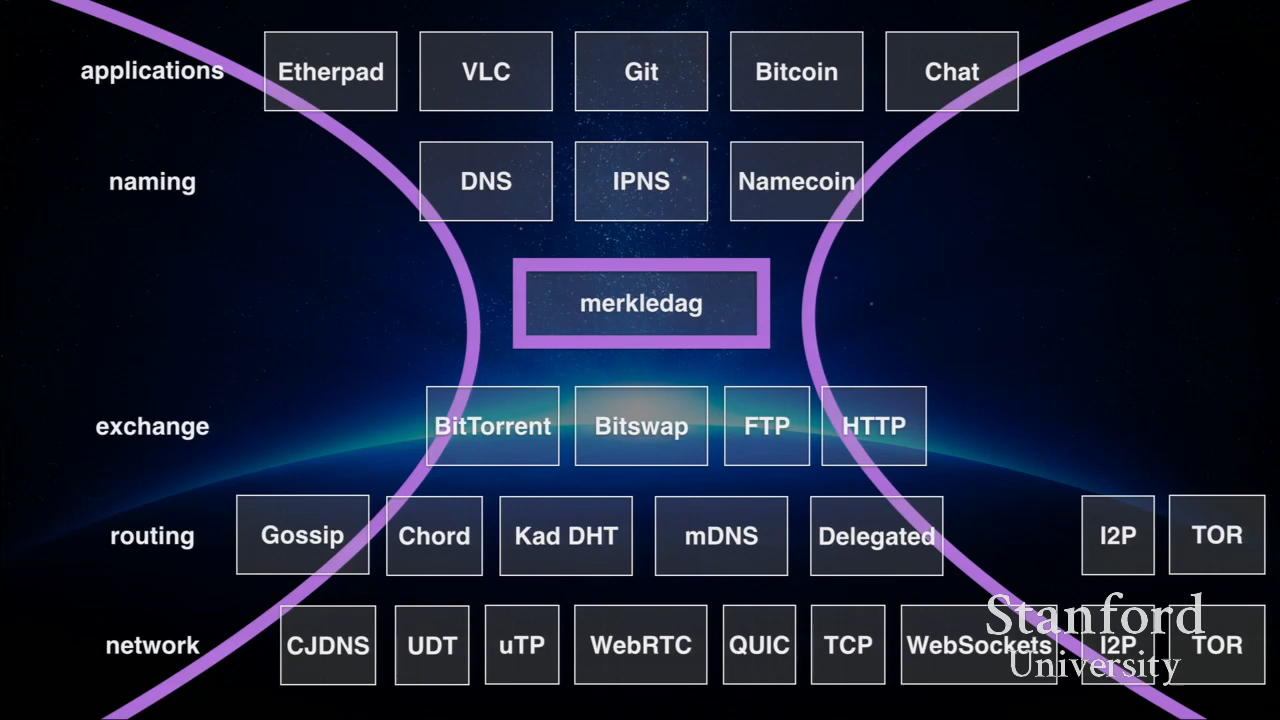 applications Etherpad VLC Git Bitcoin Chat
naming DNS IPNS Namecoin
merkledag
exchange BitTorrent Bitswap FTP HTTP
routing Gossip Chord Kad DHT mDNS Delegated I2P TOR
network CJDNS UDT uTP WebRTC QUIC TCP WebSockets I2P TOR
Stanford
University